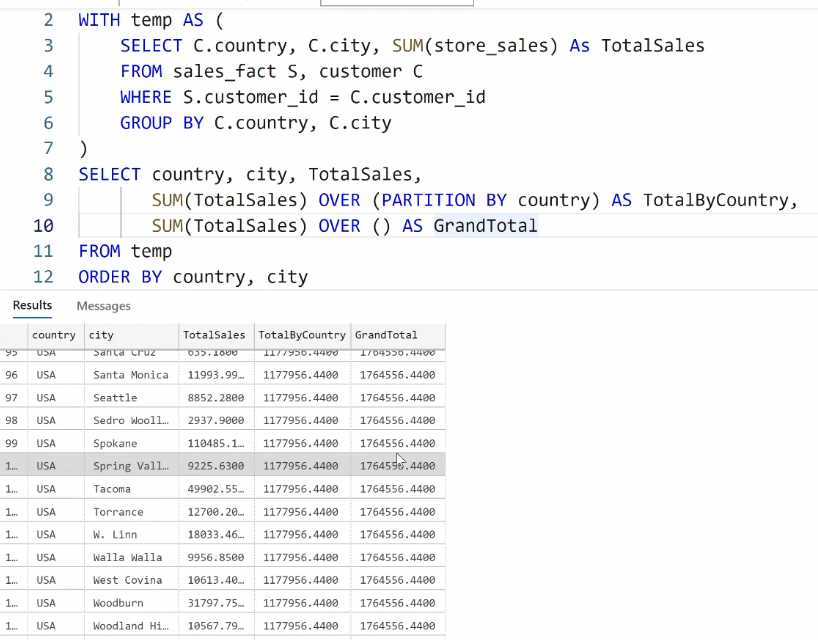 2 WITH temp AS (
3 SELECT C.country, C.city, SUM(store_sales) As TotalSales
4 FROM sales_fact S, customer C
5 WHERE S.customer_id = C.customer_id
6 GROUP BY C.country, C.city
7 )
8 SELECT country, city, TotalSales,
9 SUM(TotalSales) OVER (PARTITION BY country) AS TotalByCountry,
10 SUM(TotalSales) OVER () AS GrandTotal
11 FROM temp
12 ORDER BY country, city
Results Messages
country city TotalSales TotalByCountry GrandTotal
95 USA Santa Cruz 635.1800 1177956.4400 1764556.4400
96 USA Santa Monica 11993.99… 1177956.4400 1764556.4400
97 USA Seattle 8852.2800 1177956.4400 1764556.4400
98 USA Sedro Wooll… 2937.9000 1177956.4400 1764556.4400
99 USA Spokane 110485.1… 1177956.4400 1764556.4400
1… USA Spring Vall… 9225.6300 1177956.4400 1764556.4400
1… USA Tacoma 49902.55… 1177956.4400 1764556.4400
1… USA Torrance 12700.20… 1177956.4400 1764556.4400
1… USA W. Linn 18033.46… 1177956.4400 1764556.4400
1… USA Walla Walla 9956.8500 1177956.4400 1764556.4400
1… USA West Covina 10613.40… 1177956.4400 1764556.4400
1… USA Woodburn 31797.75… 1177956.4400 1764556.4400
1… USA Woodland Hi… 10567.79… 1177956.4400 1764556.4400